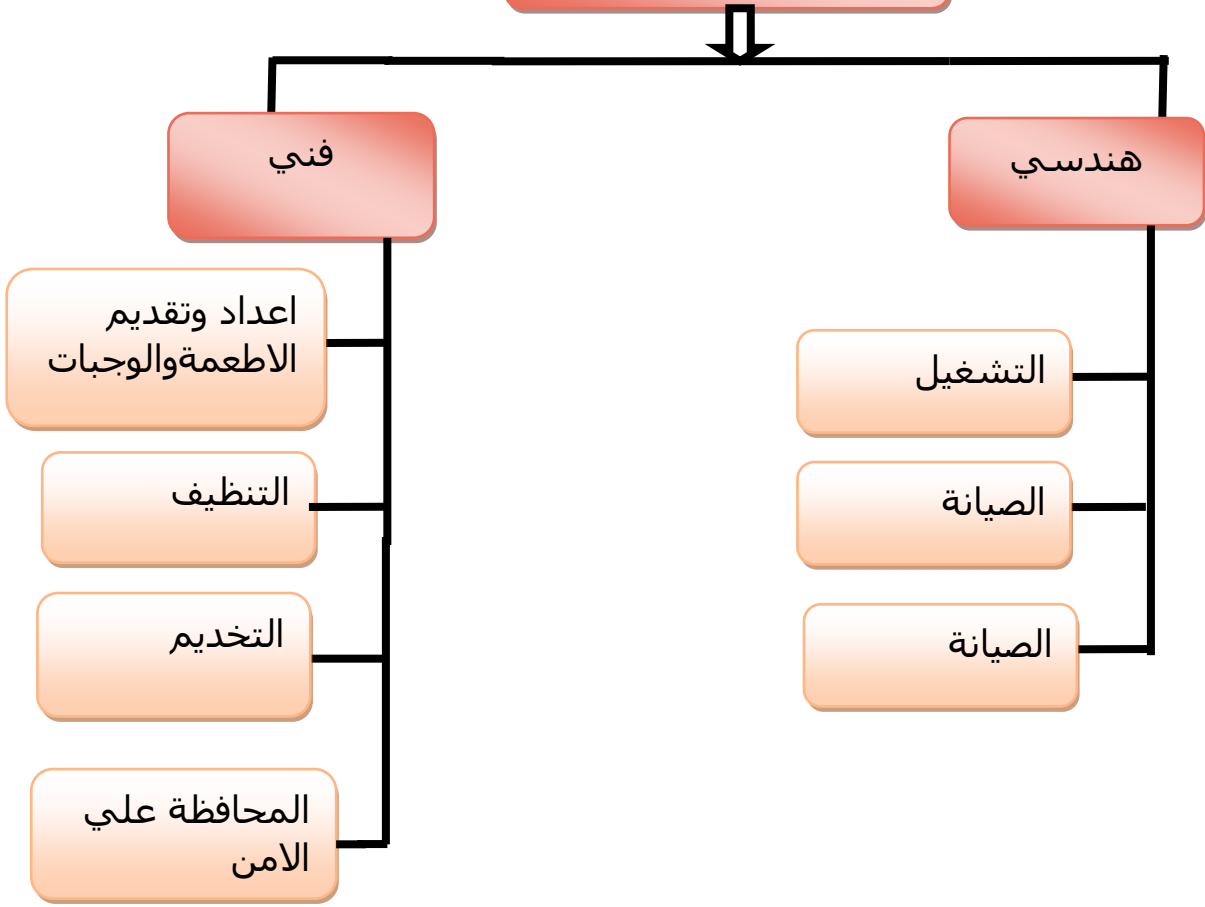 هندسي
التشغيل
الصيانة
الصيانة
فني
اعداد وتقديم
الاطعمةوالوجبات
التنظيف
التخديم
المحافظة علي
الامن